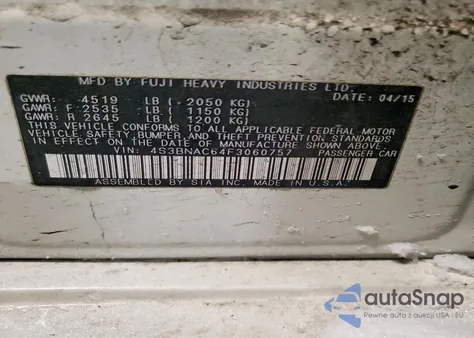 MFD BY FUJI HEAVY INDUSTRIES LTD.
GVWR: 4519 LB ( 2050 KG) DATE: 04/15
GAWR: F 2535 LB ( 1150 KG)
GAWR: R 2645 LB ( 1200 KG)
THIS VEHICLE CONFORMS TO ALL APPLICABLE FEDERAL MOTOR
VEHICLE SAFETY, BUMPER, AND THEFT PREVENTION STANDARDS
IN EFFECT ON THE DATE OF MANUFACTURE SHOWN ABOVE.
VIN: 4S3BNAC64F3060757 PASSENGER CAR
ASSEMBLED BY SIA INC. MADE IN U.S.A.
autoSnap
Pewne auta z aukcji USA i EU